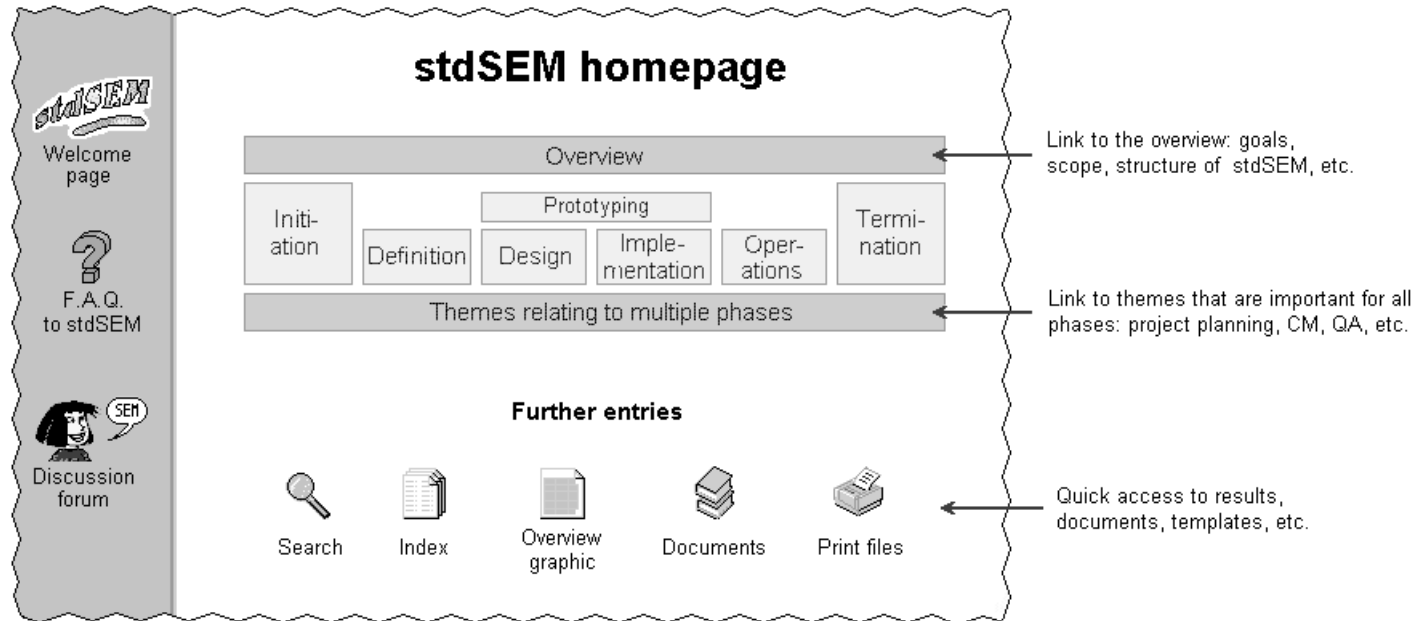 stdSEM homepage
stdSEM
Welcome
page
F.A.Q.
to stdSEM
SEM
Discussion
forum
Overview
Initi-
ation
Definition
Prototyping
Design
Imple-
mentation
Oper-
ations
Termi-
nation
Themes relating to multiple phases
Further entries
Search
Index
Overview
graphic
Documents
Print files
Link to the overview: goals,
scope, structure of stdSEM, etc.
Link to themes that are important for all
phases: project planning, CM, QA, etc.
Quick access to results,
documents, templates, etc.